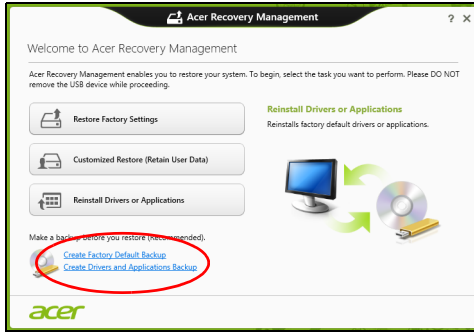 Acer Recovery Management
? X
Welcome to Acer Recovery Management
Acer Recovery Management enables you to restore your system. To begin, select the task you want to perform. Please DO NOT
remove the USB device while proceeding.
Restore Factory Settings
Customized Restore (Retain User Data)
Reinstall Drivers or Applications
Reinstall Drivers or Applications
Reinstalls factory default drivers or applications.
Make a backup before you restore (Recommended).
Create Factory Default Backup
Create Drivers and Applications Backup
acer